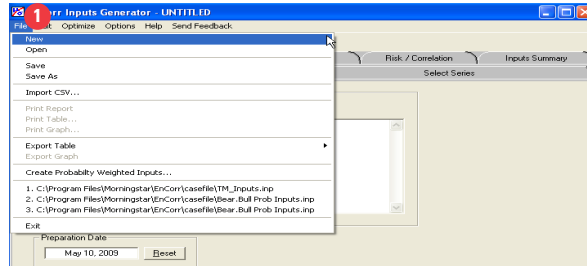 rr Inputs Generator - UNTITLED
1
File Optimize Options Help Send Feedback
New
Open
Save
Save As
Import CSV...
Print Report
Print Table...
Print Graph...
Export Table
Export Graph
Create Probabilty Weighted Inputs...
1. C:\Program Files\Morningstar\EnCorr\casefile\TM_Inputs.inp
2. C:\Program Files\Morningstar\EnCorr\casefile\Bear.Bull Prob Inputs.inp
3. C:\Program Files\Morningstar\EnCorr\casefile\Bear.Bull Prob Inputs.inp
Exit
Risk / Correlation Inputs Summary
Select Series
Preparation Date
May 10, 2009 Reset